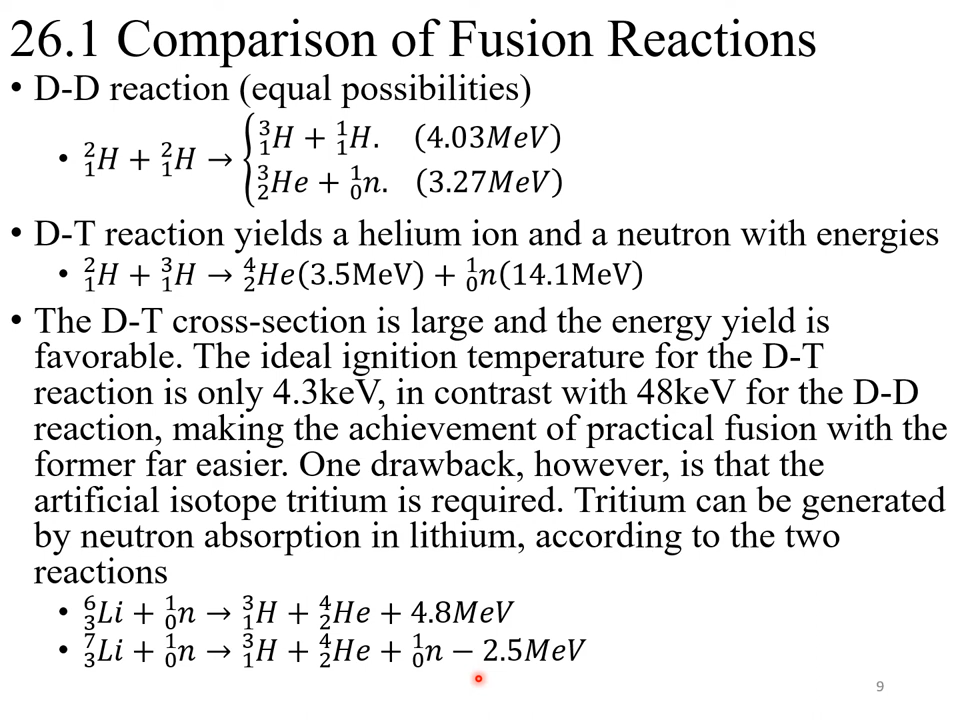 26.1 Comparison of Fusion Reactions
• D-D reaction (equal possibilities)
• ²₁H + ²₁H → { ³₁H + ¹₁H. (4.03MeV)
³₂He + ¹₀n. (3.27MeV)
• D-T reaction yields a helium ion and a neutron with energies
• ²₁H + ³₁H → ⁴₂He(3.5MeV) + ¹₀n(14.1MeV)
• The D-T cross-section is large and the energy yield is
favorable. The ideal ignition temperature for the D-T
reaction is only 4.3keV, in contrast with 48keV for the D-D
reaction, making the achievement of practical fusion with the
former far easier. One drawback, however, is that the
artificial isotope tritium is required. Tritium can be generated
by neutron absorption in lithium, according to the two
reactions
• ⁶₃Li + ¹₀n → ³₁H + ⁴₂He + 4.8MeV
• ⁷₃Li + ¹₀n → ³₁H + ⁴₂He + ¹₀n − 2.5MeV
9